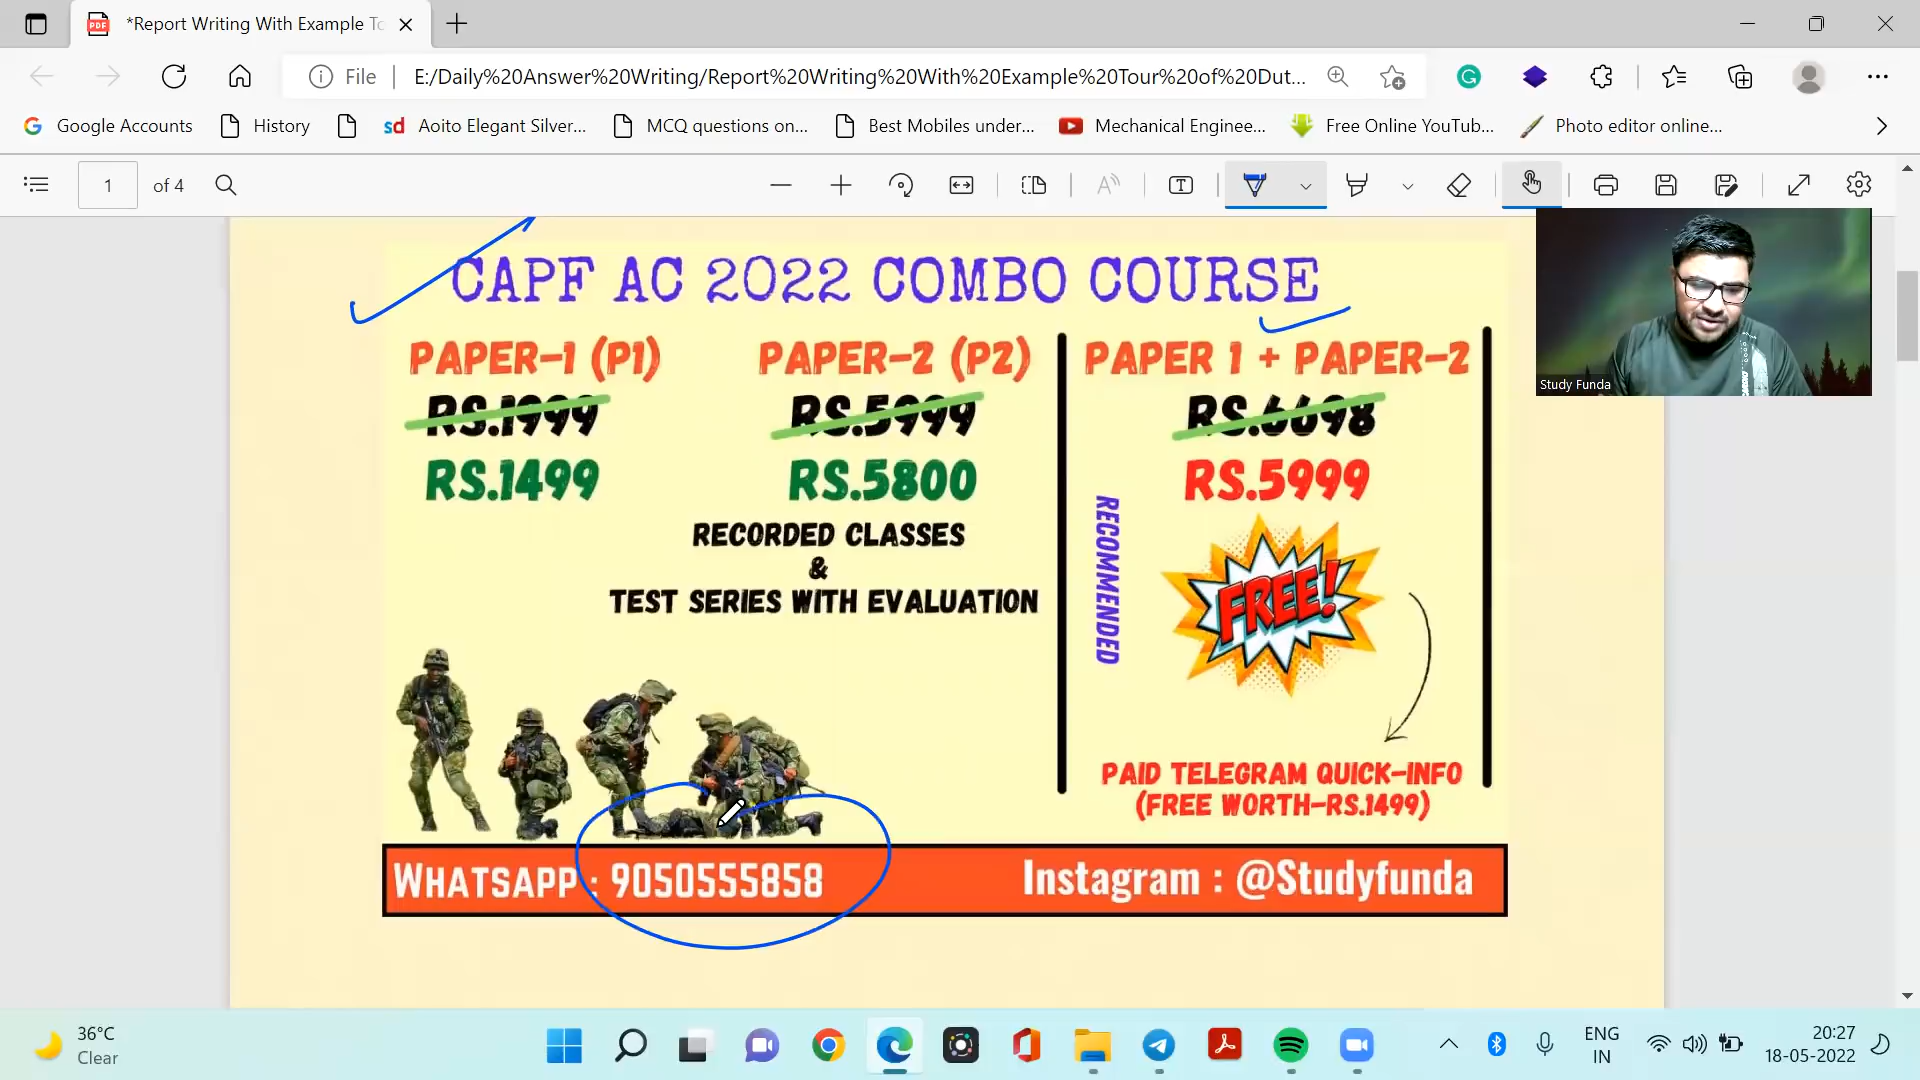 *Report Writing With Example To
File
E:/Daily%20Answer%20Writing/Report%20Writing%20With%20Example%20Tour%20of%20Dut...
Google Accounts
History
sd
Aoito Elegant Silver...
MCQ questions on...
Best Mobiles under...
Mechanical Enginee...
Free Online YouTub...
Photo editor online...
1 of 4
CAPF AC 2022 COMBO COURSE
PAPER-1 (P1)
RS.1999
RS.1499
PAPER-2 (P2)
RS.5999
RS.5800
RECORDED CLASSES
&
TEST SERIES WITH EVALUATION
PAPER 1 + PAPER-2
RS.6698
RS.5999
RECOMMENDED
FREE!
PAID TELEGRAM QUICK-INFO
(FREE WORTH-RS.1499)
WHATSAPP : 9050555858
Instagram : @Studyfunda
Study Funda
36°C
Clear
ENG
IN
20:27
18-05-2022